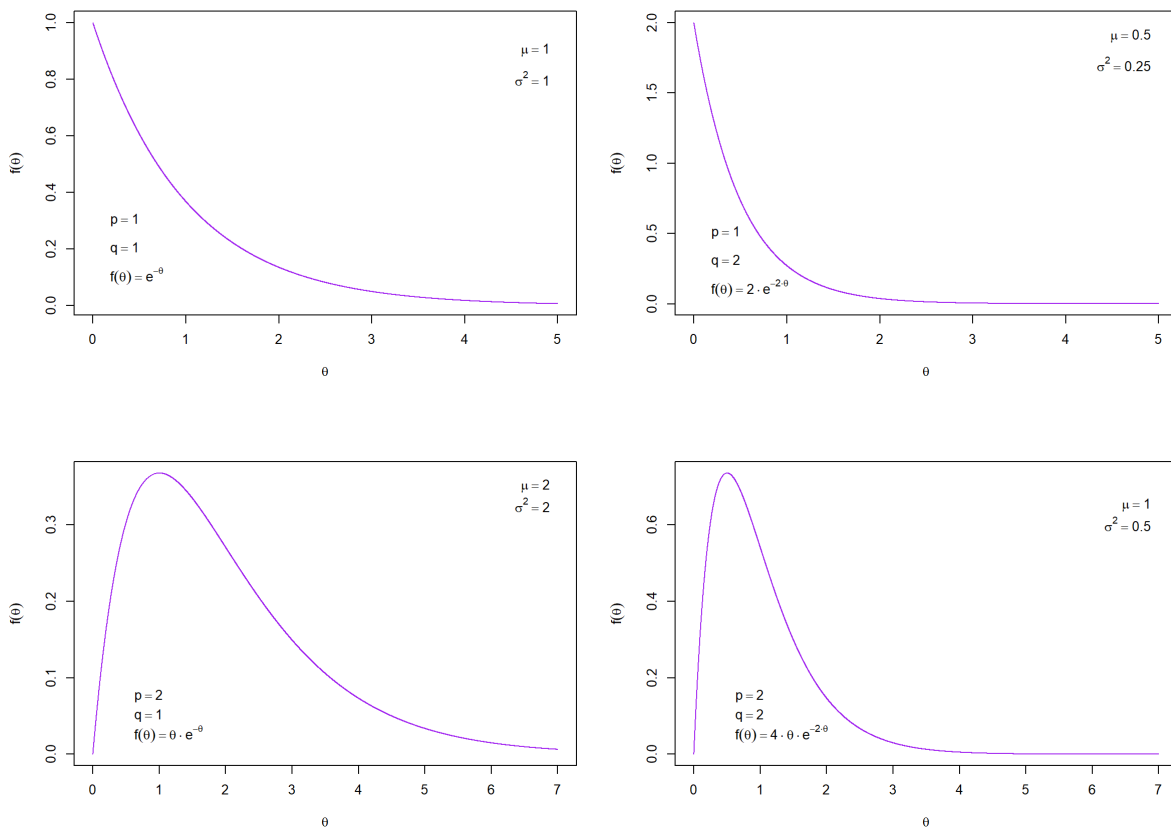 μ = 1
σ² = 1
f(θ)
p = 1
q = 1
f(θ) = e^−θ
0.0
0.2
0.4
0.6
0.8
1.0
0 1 2 3 4 5
θ
μ = 0.5
σ² = 0.25
f(θ)
p = 1
q = 2
f(θ) = 2 · e^−2·θ
0.0
0.5
1.0
1.5
2.0
0 1 2 3 4 5
θ
μ = 2
σ² = 2
f(θ)
p = 2
q = 1
f(θ) = θ · e^−θ
0.0
0.1
0.2
0.3
0 1 2 3 4 5 6 7
θ
μ = 1
σ² = 0.5
f(θ)
p = 2
q = 2
f(θ) = 4 · θ · e^−2·θ
0.0
0.2
0.4
0.6
0 1 2 3 4 5 6 7
θ